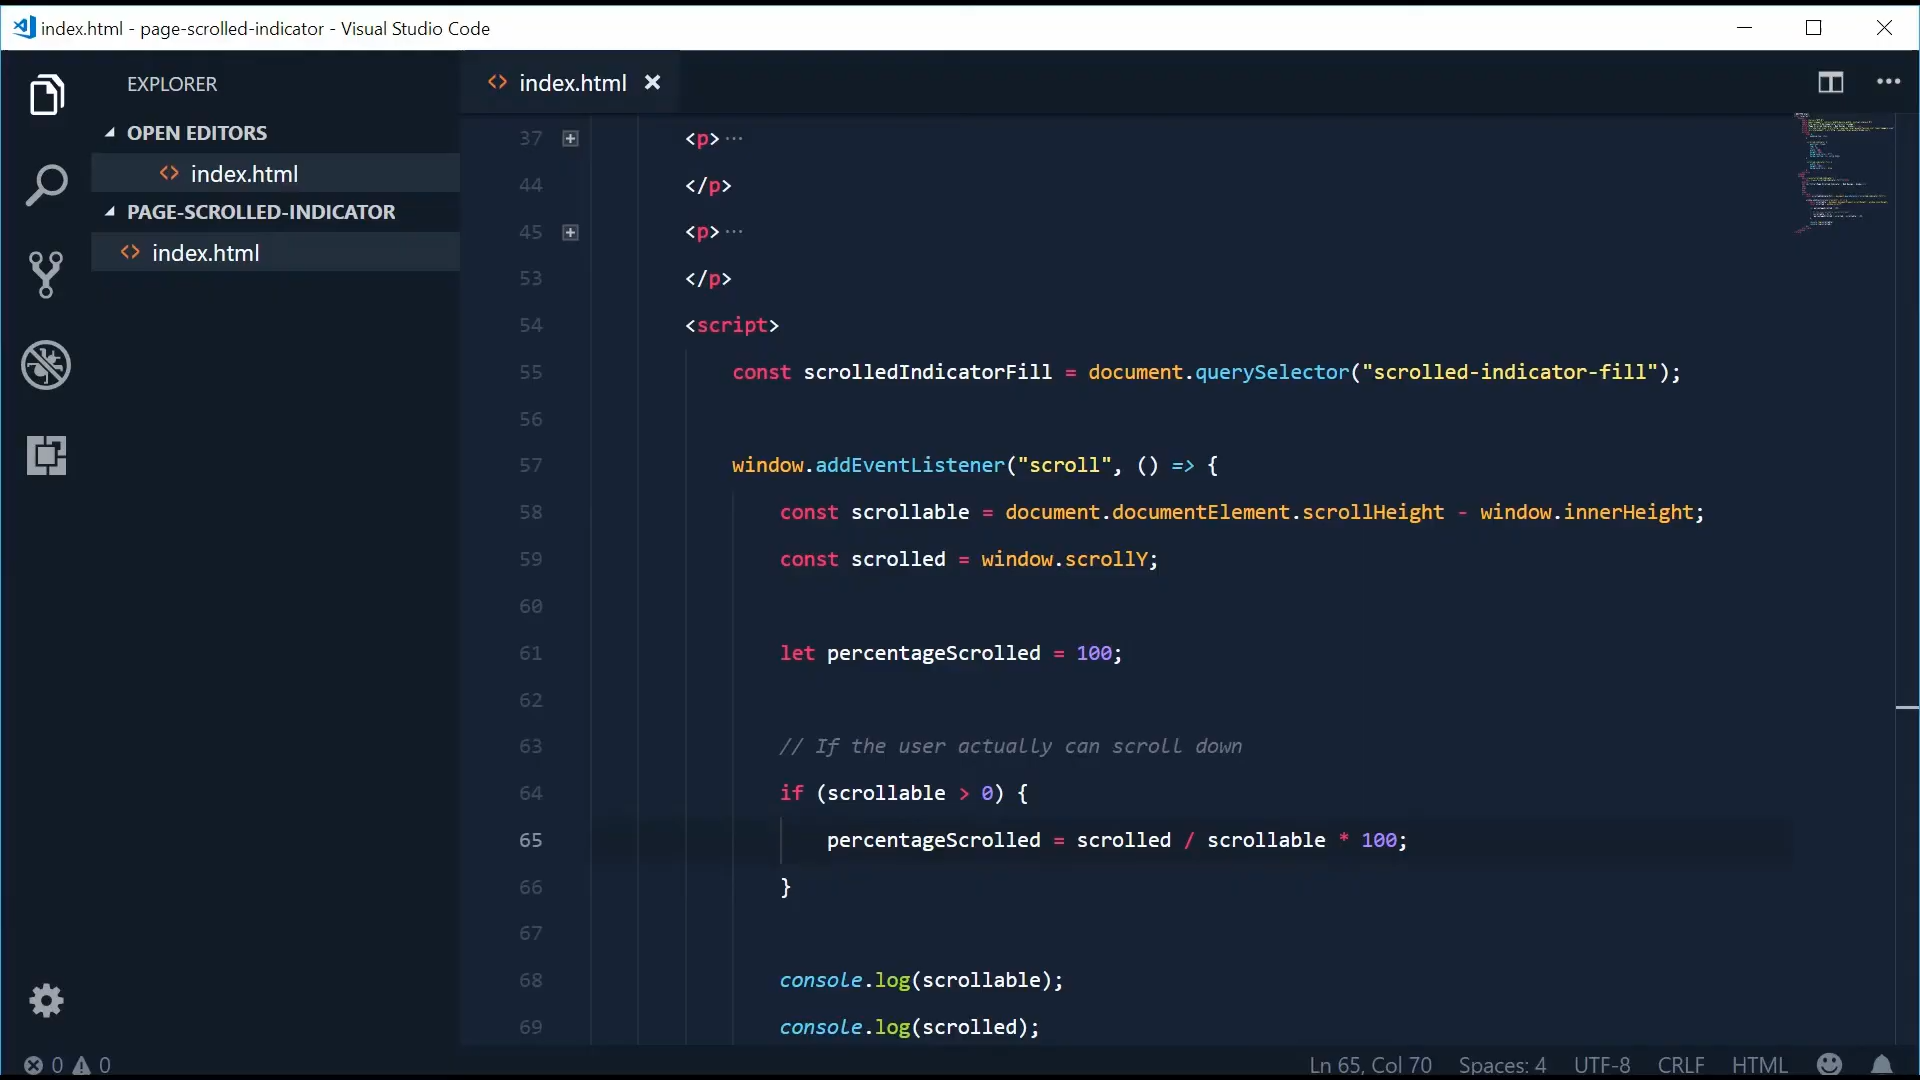 index.html - page-scrolled-indicator - Visual Studio Code
EXPLORER
OPEN EDITORS
<> index.html
PAGE-SCROLLED-INDICATOR
<> index.html
<> index.html
37 <p> ...
44 </p>
45 <p> ...
53 </p>
54 <script>
55 const scrolledIndicatorFill = document.querySelector("scrolled-indicator-fill");
56
57 window.addEventListener("scroll", () => {
58 const scrollable = document.documentElement.scrollHeight - window.innerHeight;
59 const scrolled = window.scrollY;
60
61 let percentageScrolled = 100;
62
63 // If the user actually can scroll down
64 if (scrollable > 0) {
65 percentageScrolled = scrolled / scrollable * 100;
66 }
67
68 console.log(scrollable);
69 console.log(scrolled);
0 0
Ln 65, Col 70 Spaces: 4 UTF-8 CRLF HTML